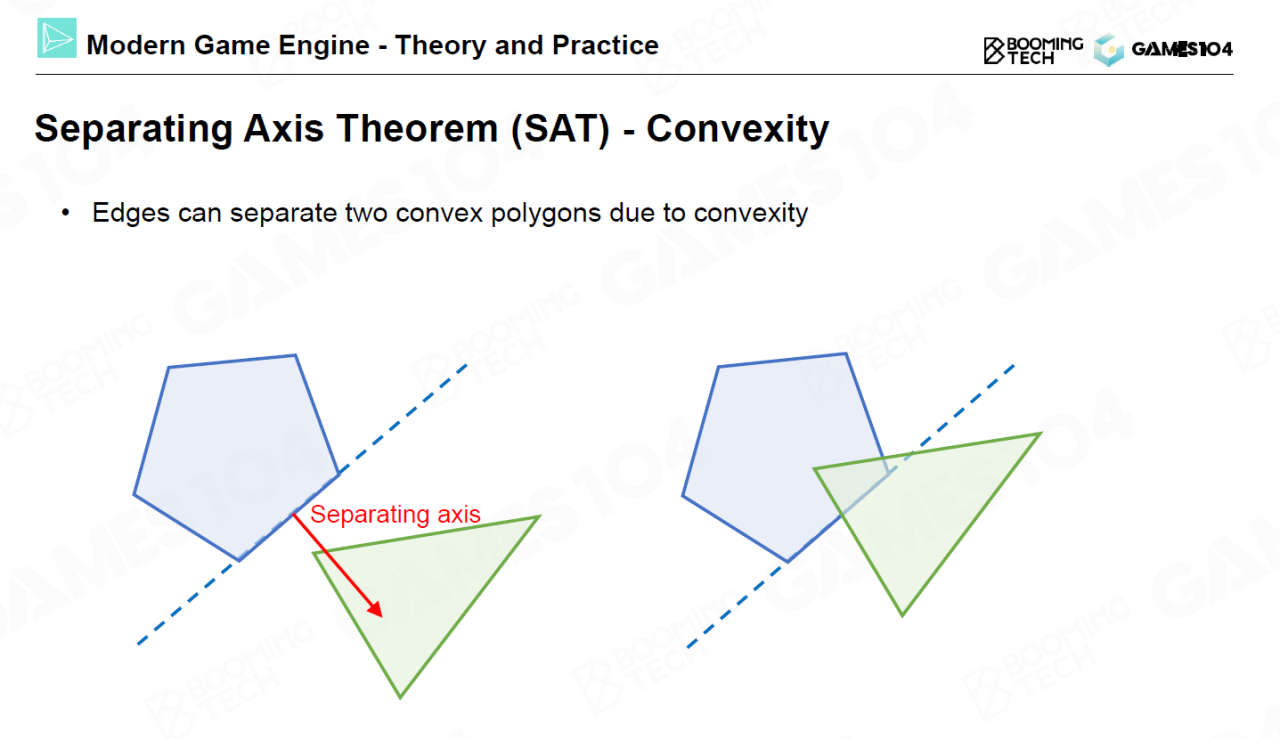 Modern Game Engine - Theory and Practice
BOOMING
TECH
GAMES104
Separating Axis Theorem (SAT) - Convexity
• Edges can separate two convex polygons due to convexity
Separating axis